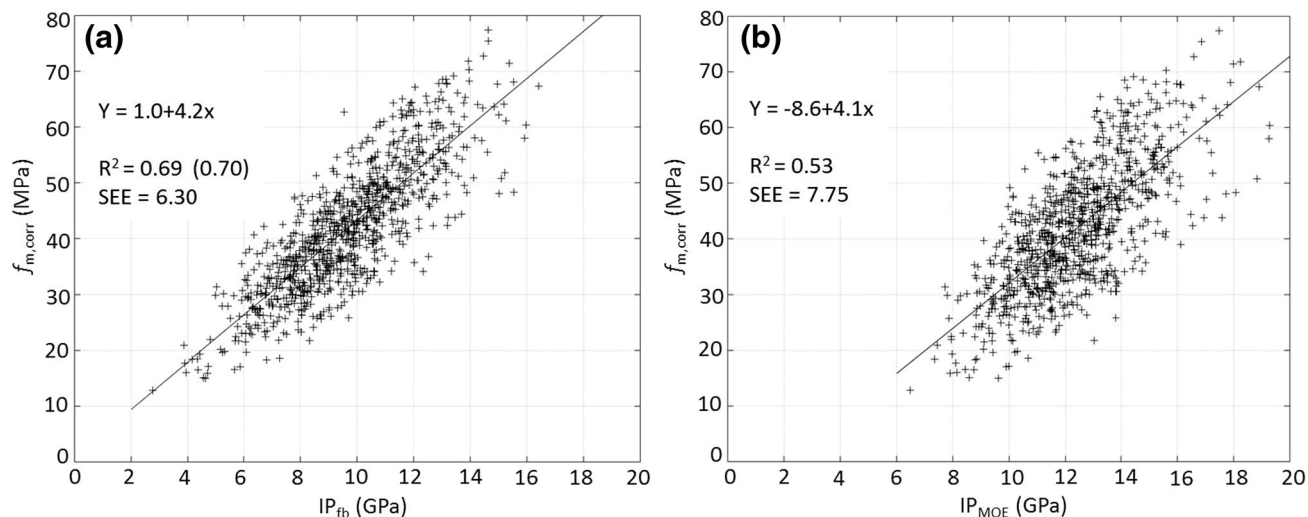 (a)
80
70
60
50
40
30
20
10
0
f_m,corr (MPa)
Y = 1.0+4.2x
R² = 0.69 (0.70)
SEE = 6.30
0 2 4 6 8 10 12 14 16 18 20
IP_fb (GPa)
(b)
80
70
60
50
40
30
20
10
0
f_m,corr (MPa)
Y = -8.6+4.1x
R² = 0.53
SEE = 7.75
0 2 4 6 8 10 12 14 16 18 20
IP_MOE (GPa)